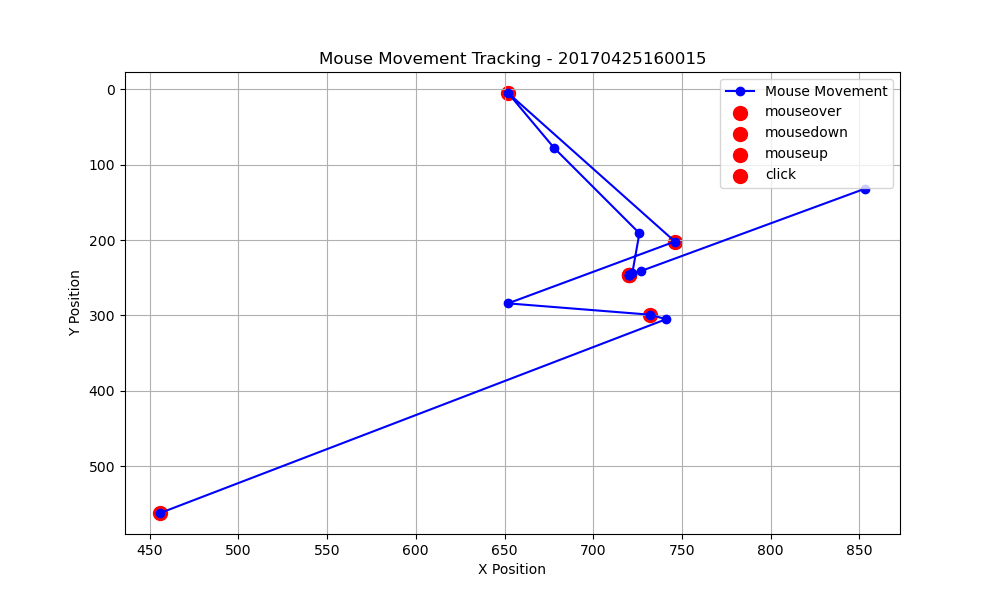 Mouse Movement Tracking - 20170425160015
Mouse Movement
mouseover
mousedown
mouseup
click
0
100
200
300
400
500
Y Position
450
500
550
600
650
700
750
800
850
X Position